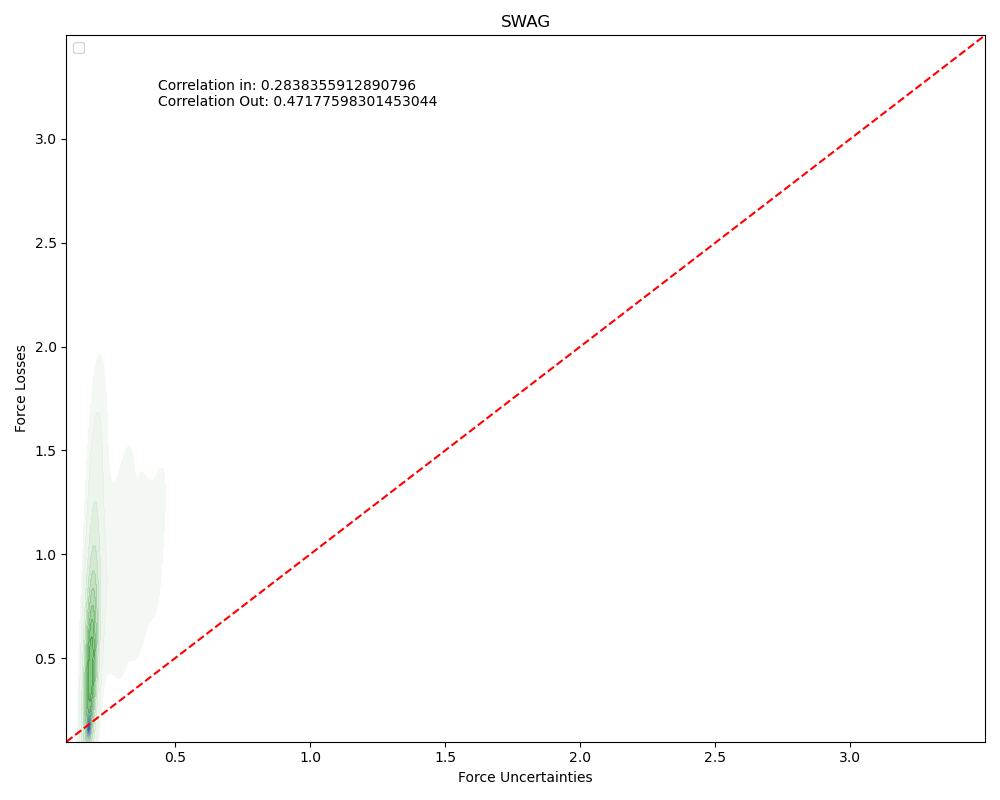 SWAG
Correlation in: 0.2838355912890796
Correlation Out: 0.47177598301453044
3.0
2.5
2.0
1.5
1.0
0.5
Force Losses
0.5 1.0 1.5 2.0 2.5 3.0
Force Uncertainties